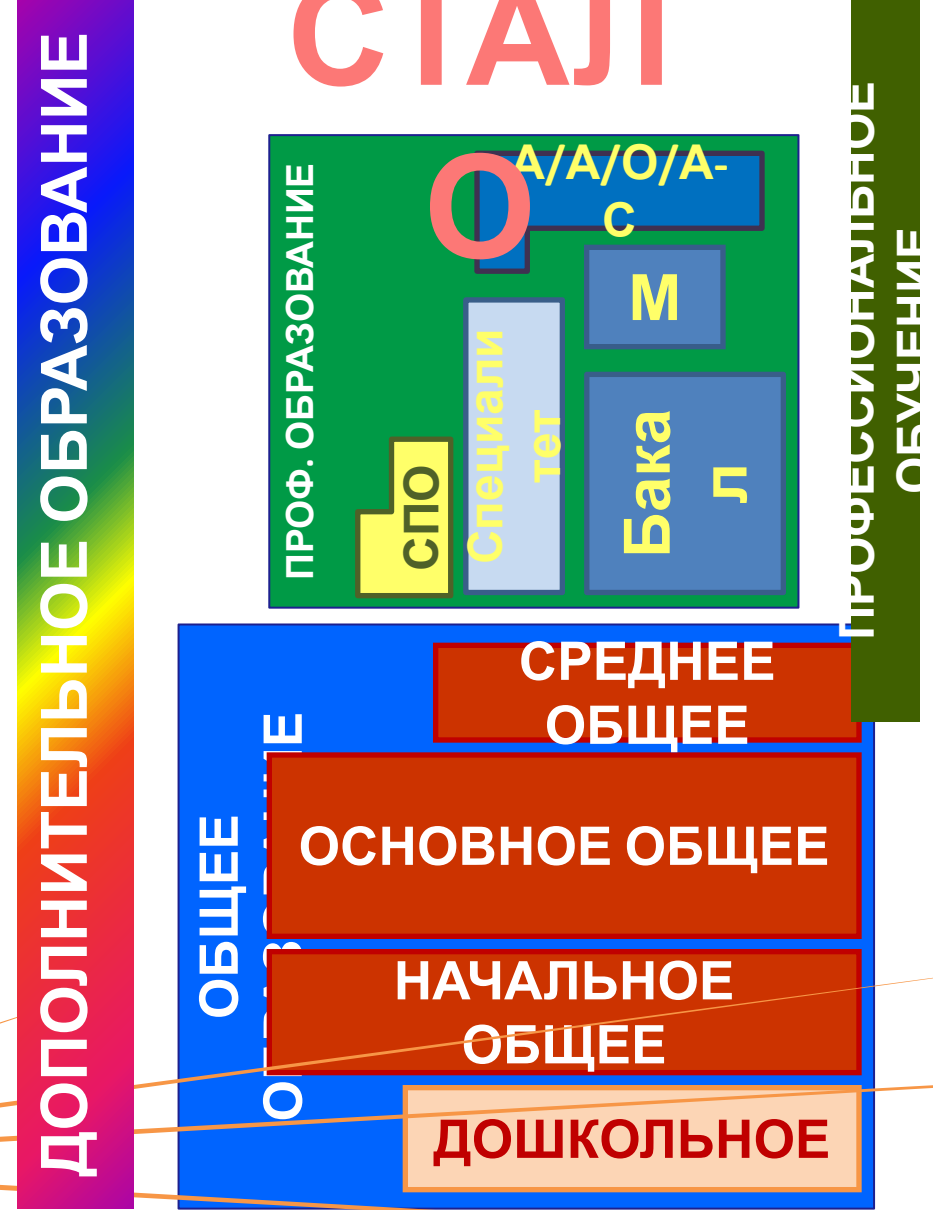 СТАЛ
О
ДОПОЛНИТЕЛЬНОЕ ОБРАЗОВАНИЕ
ПРОФ. ОБРАЗОВАНИЕ
А/А/О/А-
С
М
Специали
тет
Бака
л
СПО
ПРОФЕССИОНАЛЬНОЕ
ОБУЧЕНИЕ
ОБЩЕЕ
ОБРАЗОВАНИЕ
СРЕДНЕЕ
ОБЩЕЕ
ОСНОВНОЕ ОБЩЕЕ
НАЧАЛЬНОЕ
ОБЩЕЕ
ДОШКОЛЬНОЕ